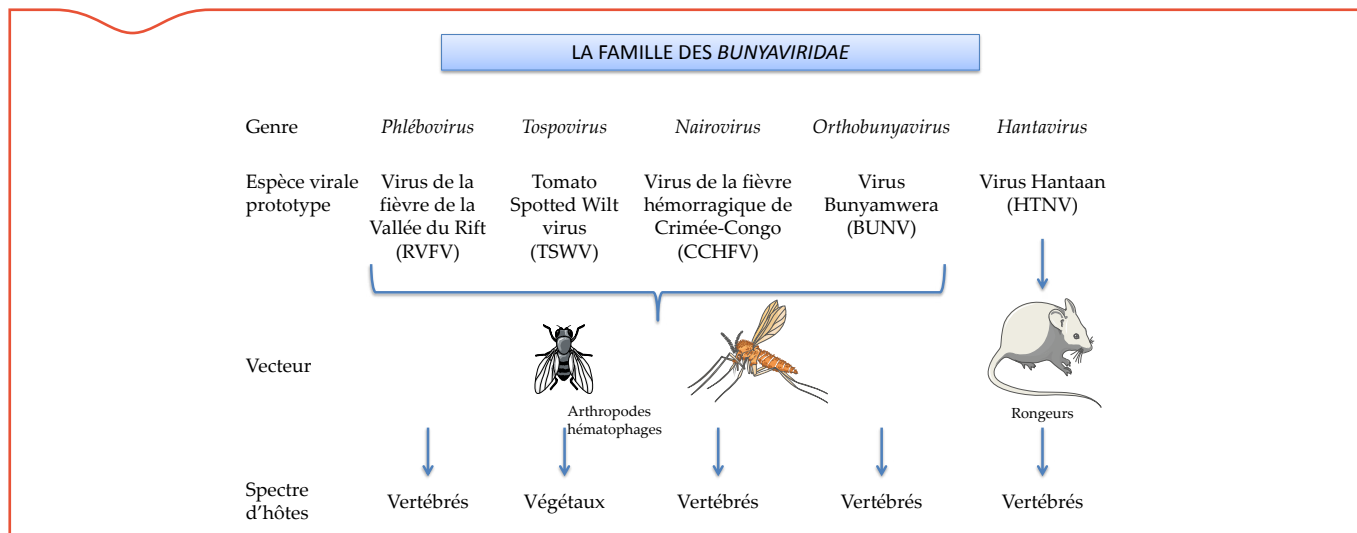 LA FAMILLE DES BUNYAVIRIDAE
Genre Phlébovirus Tospovirus Nairovirus Orthobunyavirus Hantavirus
Espèce virale Virus de la Tomato Virus de la fièvre Virus Virus Hantaan
prototype fièvre de la Spotted Wilt hémorragique de Bunyamwera (HTNV)
Vallée du Rift virus Crimée-Congo (BUNV)
(RVFV) (TSWV) (CCHFV)
Vecteur
Arthropodes Rongeurs
hématophages
Spectre Vertébrés Végétaux Vertébrés Vertébrés Vertébrés
d'hôtes